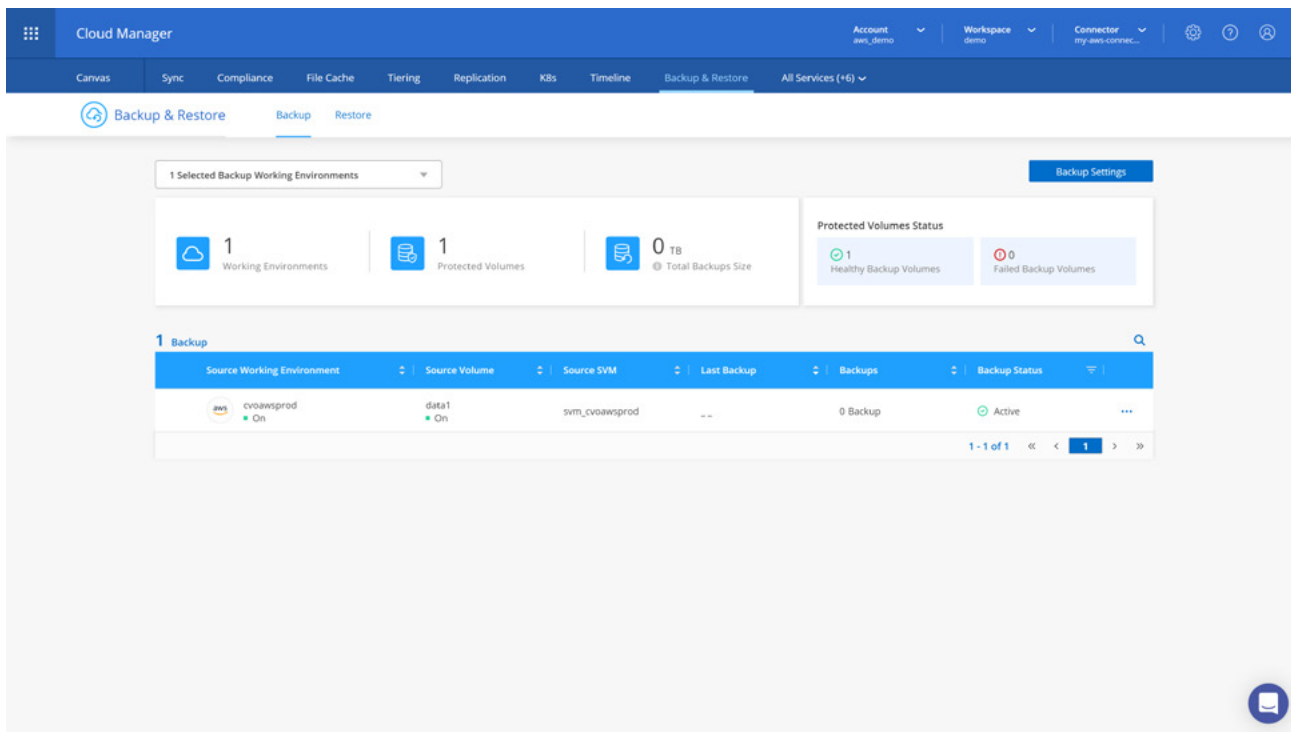 Cloud Manager
Account
aws_demo
Workspace
demo
Connector
my-aws-connec...
Canvas Sync Compliance File Cache Tiering Replication K8s Timeline Backup & Restore All Services (+6)
Backup & Restore Backup Restore
1 Selected Backup Working Environments
Backup Settings
1
Working Environments
1
Protected Volumes
0 TB
Total Backups Size
Protected Volumes Status
1
Healthy Backup Volumes
0
Failed Backup Volumes
1 Backup
Source Working Environment Source Volume Source SVM Last Backup Backups Backup Status
aws cvoawsprod data1 svm_cvoawsprod _ _ 0 Backup Active ...
On On
1 - 1 of 1 << < 1 > >>